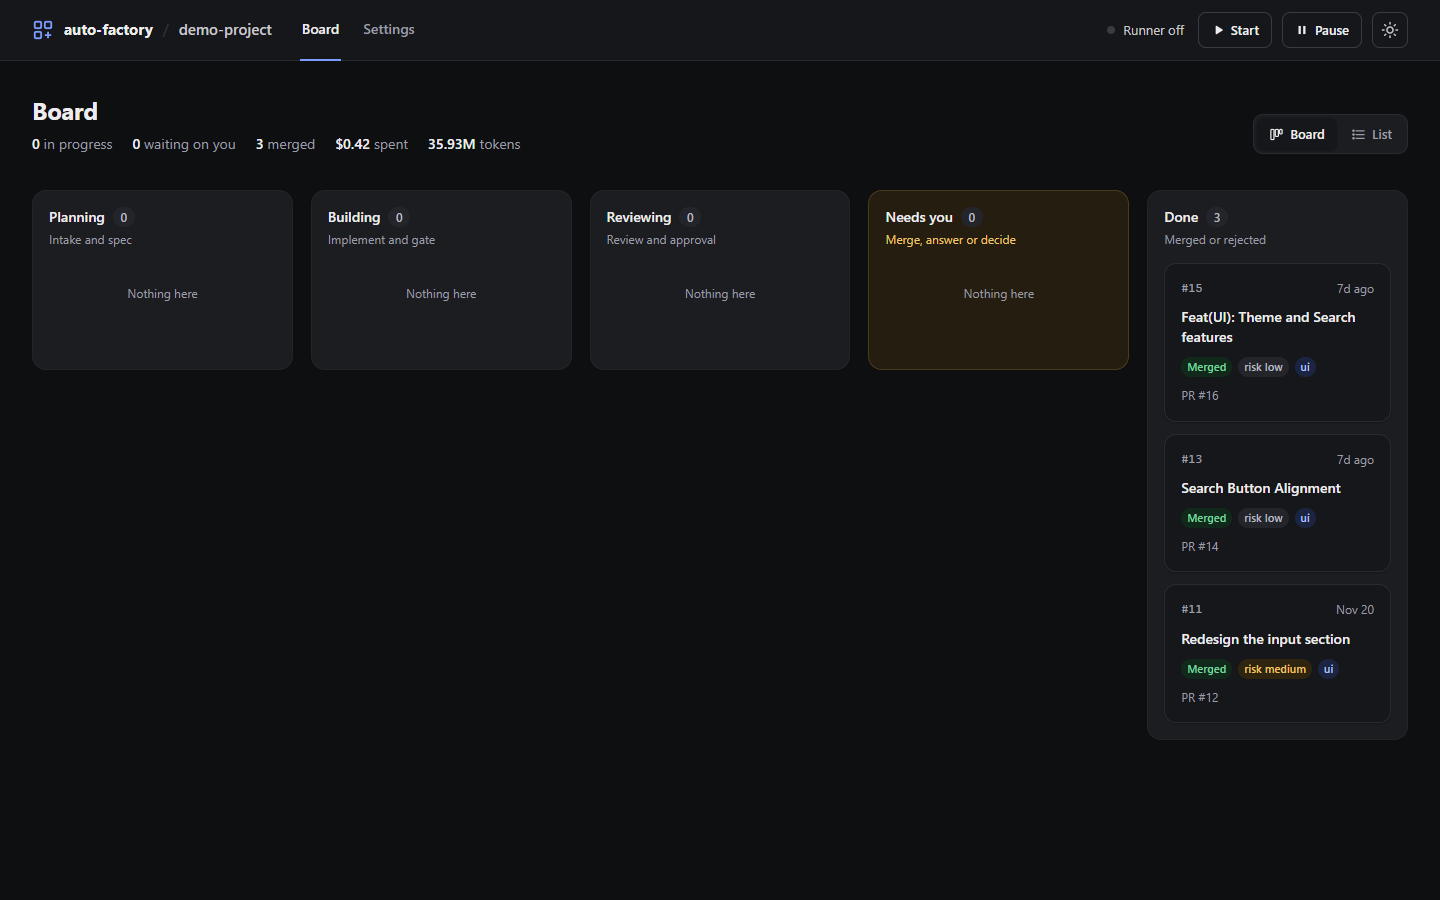 auto-factory / demo-project Board Settings Runner off Start Pause
Board
0 in progress 0 waiting on you 3 merged $0.42 spent 35.93M tokens
Board List
Planning 0
Intake and spec
Nothing here
Building 0
Implement and gate
Nothing here
Reviewing 0
Review and approval
Nothing here
Needs you 0
Merge, answer or decide
Nothing here
Done 3
Merged or rejected
#15 7d ago
Feat(UI): Theme and Search
features
Merged risk low ui
PR #16
#13 7d ago
Search Button Alignment
Merged risk low ui
PR #14
#11 Nov 20
Redesign the input section
Merged risk medium ui
PR #12